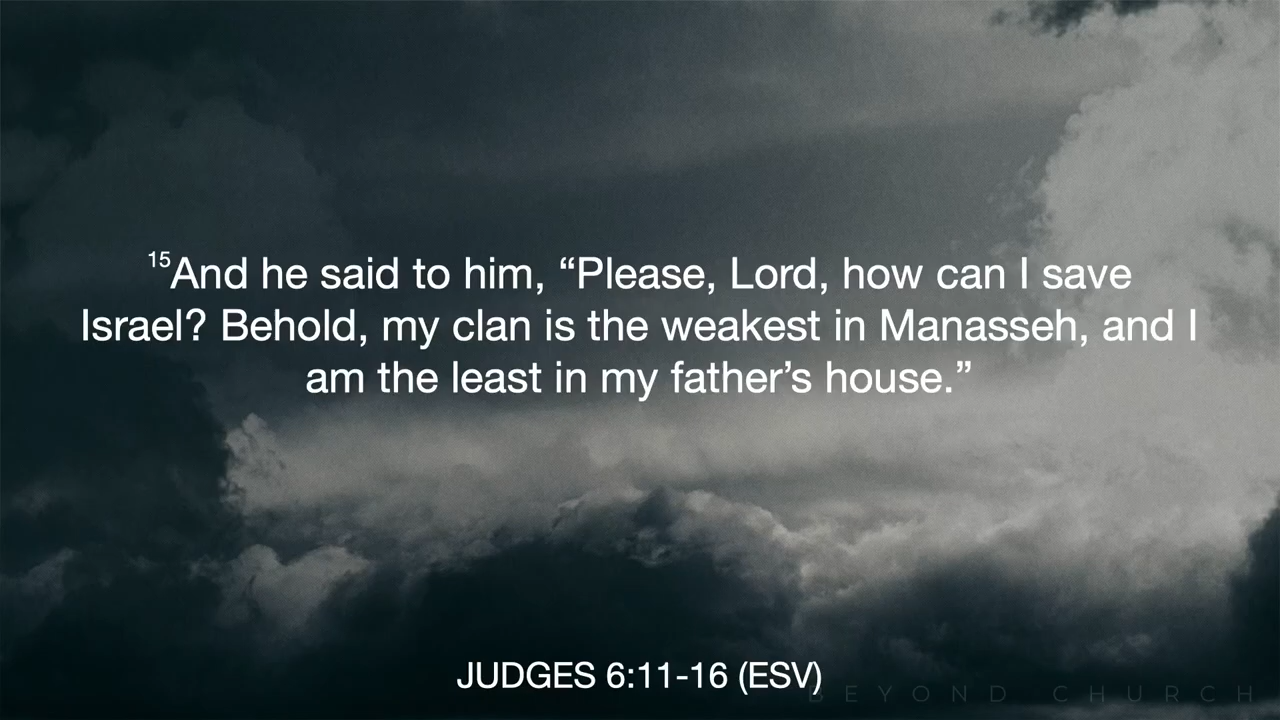 15And he said to him, “Please, Lord, how can I save
Israel? Behold, my clan is the weakest in Manasseh, and I
am the least in my father’s house.”
JUDGES 6:11-16 (ESV)
BEYOND CHURCH